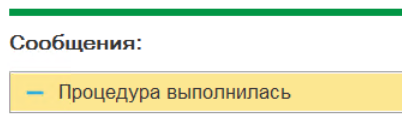 Сообщения:
Процедура выполнилась